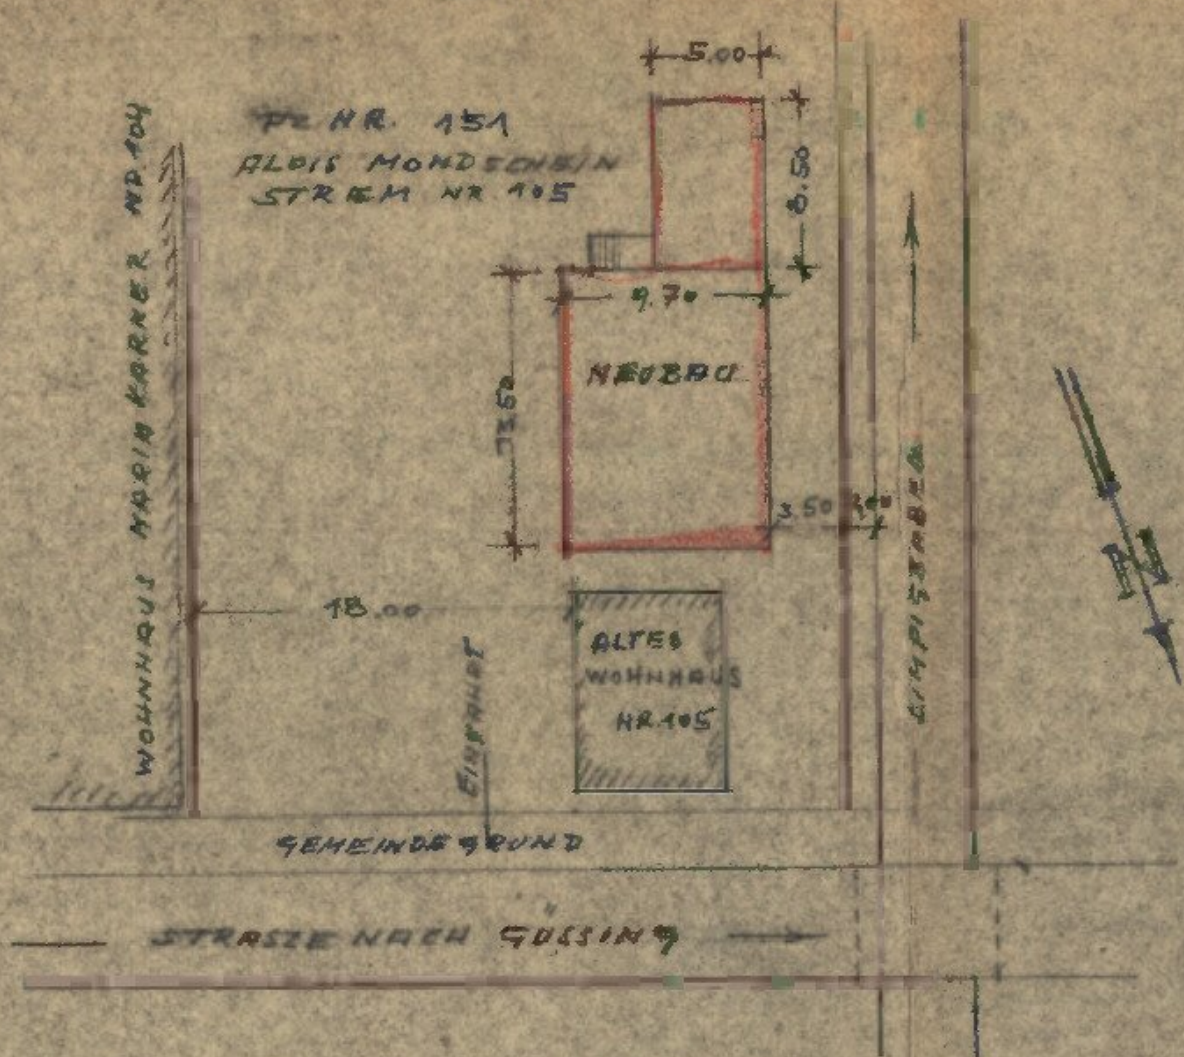 5.00
PZ NR. 151
ALOIS MONDSCHEIN
STREM NR. 105
8.50
WOHNHAUS MARIA KARNER NR. 104
9.70
NEUBAU
13.50
3.50
18.00
ALTES
WOHNHAUS
NR. 105
EINFAHRT
GEMEINDEGRUND
STRASZE NACH GÜSSING